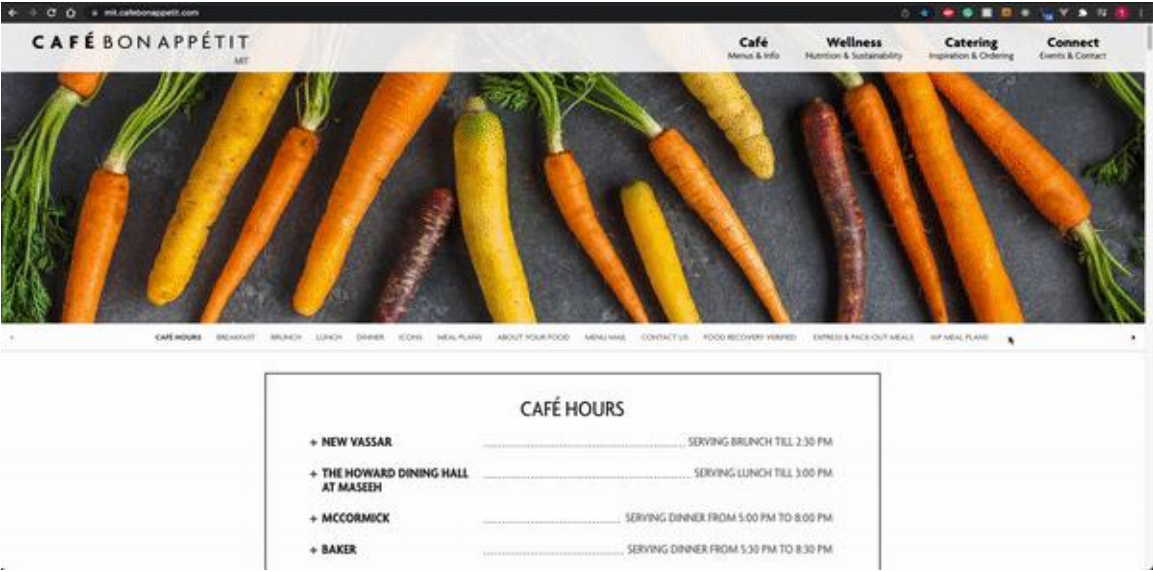 mit.cafebonappetit.com
CAFÉ BON APPÉTIT
MIT
Café
Menus & Info
Wellness
Nutrition & Sustainability
Catering
Inspiration & Ordering
Connect
Events & Contact
CAFÉ HOURS BREAKFAST BRUNCH LUNCH DINNER ICONS MEAL PLANS ABOUT YOUR FOOD MENU MAIL CONTACT US FOOD RECOVERY VERIFIED EXPRESS & PACK-OUT MEALS IAP MEAL PLANS
CAFÉ HOURS
+ NEW VASSAR SERVING BRUNCH TILL 2:30 PM
+ THE HOWARD DINING HALL SERVING LUNCH TILL 3:00 PM
AT MASEEH
+ MCCORMICK SERVING DINNER FROM 5:00 PM TO 8:00 PM
+ BAKER SERVING DINNER FROM 5:30 PM TO 8:30 PM